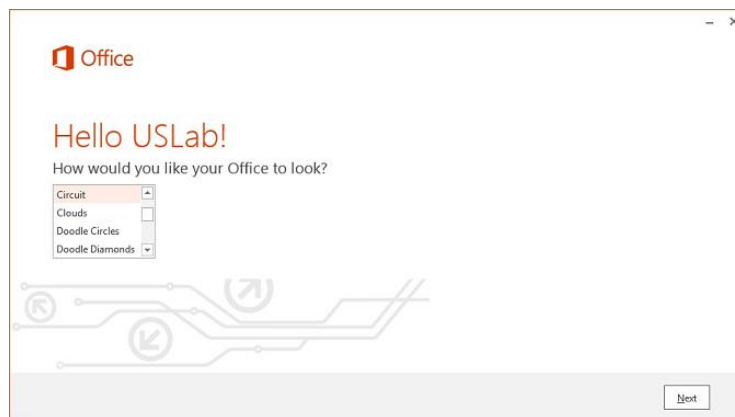 Office
Hello USLab!
How would you like your Office to look?
Circuit
Clouds
Doodle Circles
Doodle Diamonds
Next